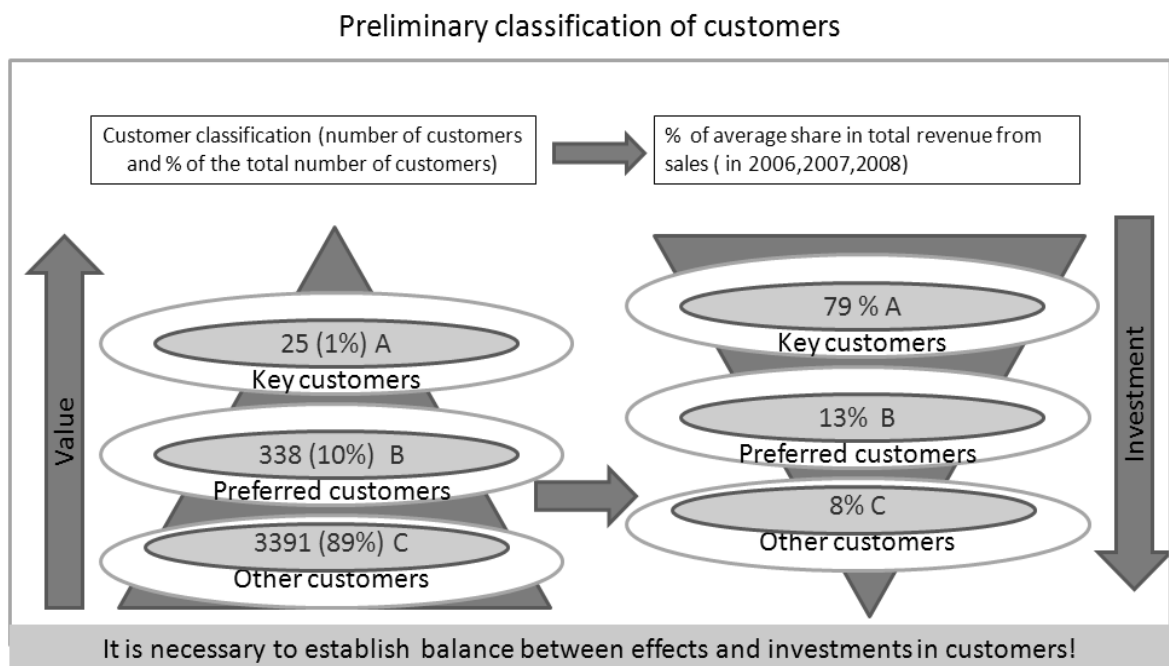 Preliminary classification of customers
Customer classification (number of customers
and % of the total number of customers)
% of average share in total revenue from
sales ( in 2006,2007,2008)
Value
25 (1%) A
Key customers
338 (10%) B
Preferred customers
3391 (89%) C
Other customers
79 % A
Key customers
13% B
Preferred customers
8% C
Other customers
Investment
It is necessary to establish balance between effects and investments in customers!